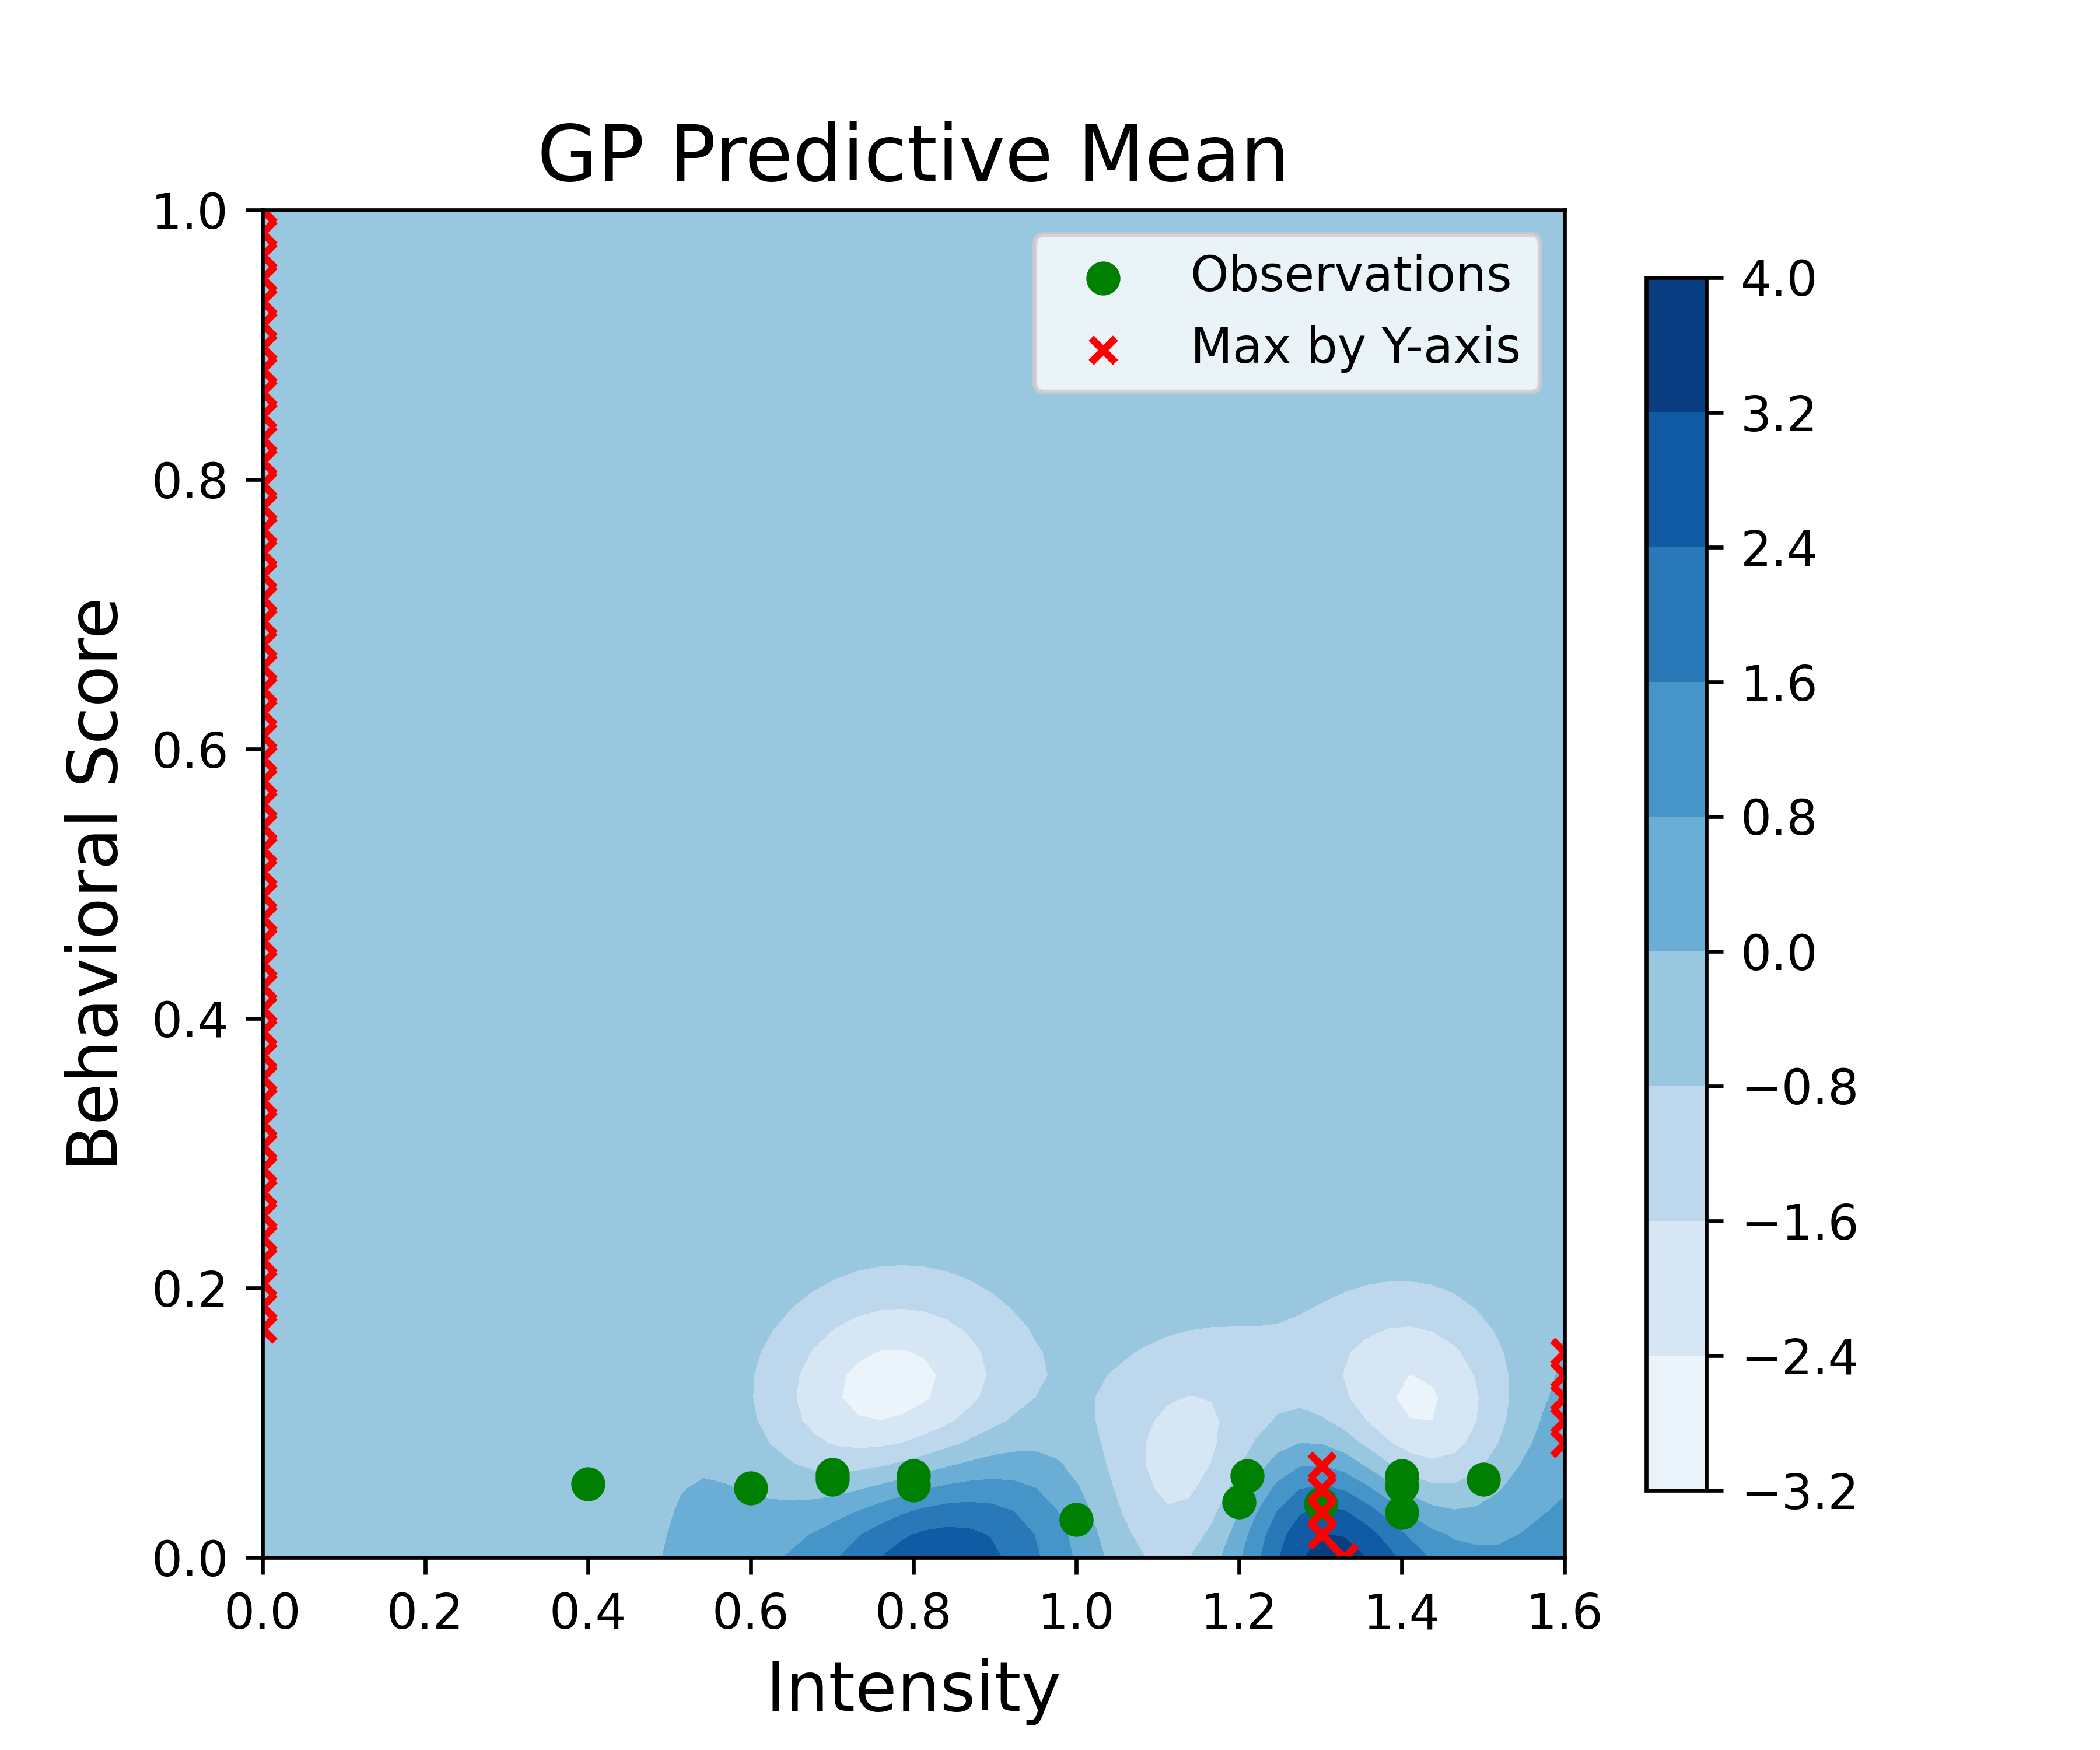 GP Predictive Mean
Observations
Max by Y-axis
Behavioral Score
1.0
0.8
0.6
0.4
0.2
0.0
0.0 0.2 0.4 0.6 0.8 1.0 1.2 1.4 1.6
Intensity
4.0
3.2
2.4
1.6
0.8
0.0
−0.8
−1.6
−2.4
−3.2